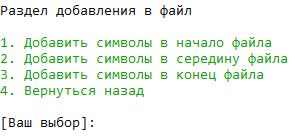 Раздел добавления в файл
1. Добавить символы в начало файла
2. Добавить символы в середину файла
3. Добавить символы в конец файла
4. Вернуться назад
[Ваш выбор]: